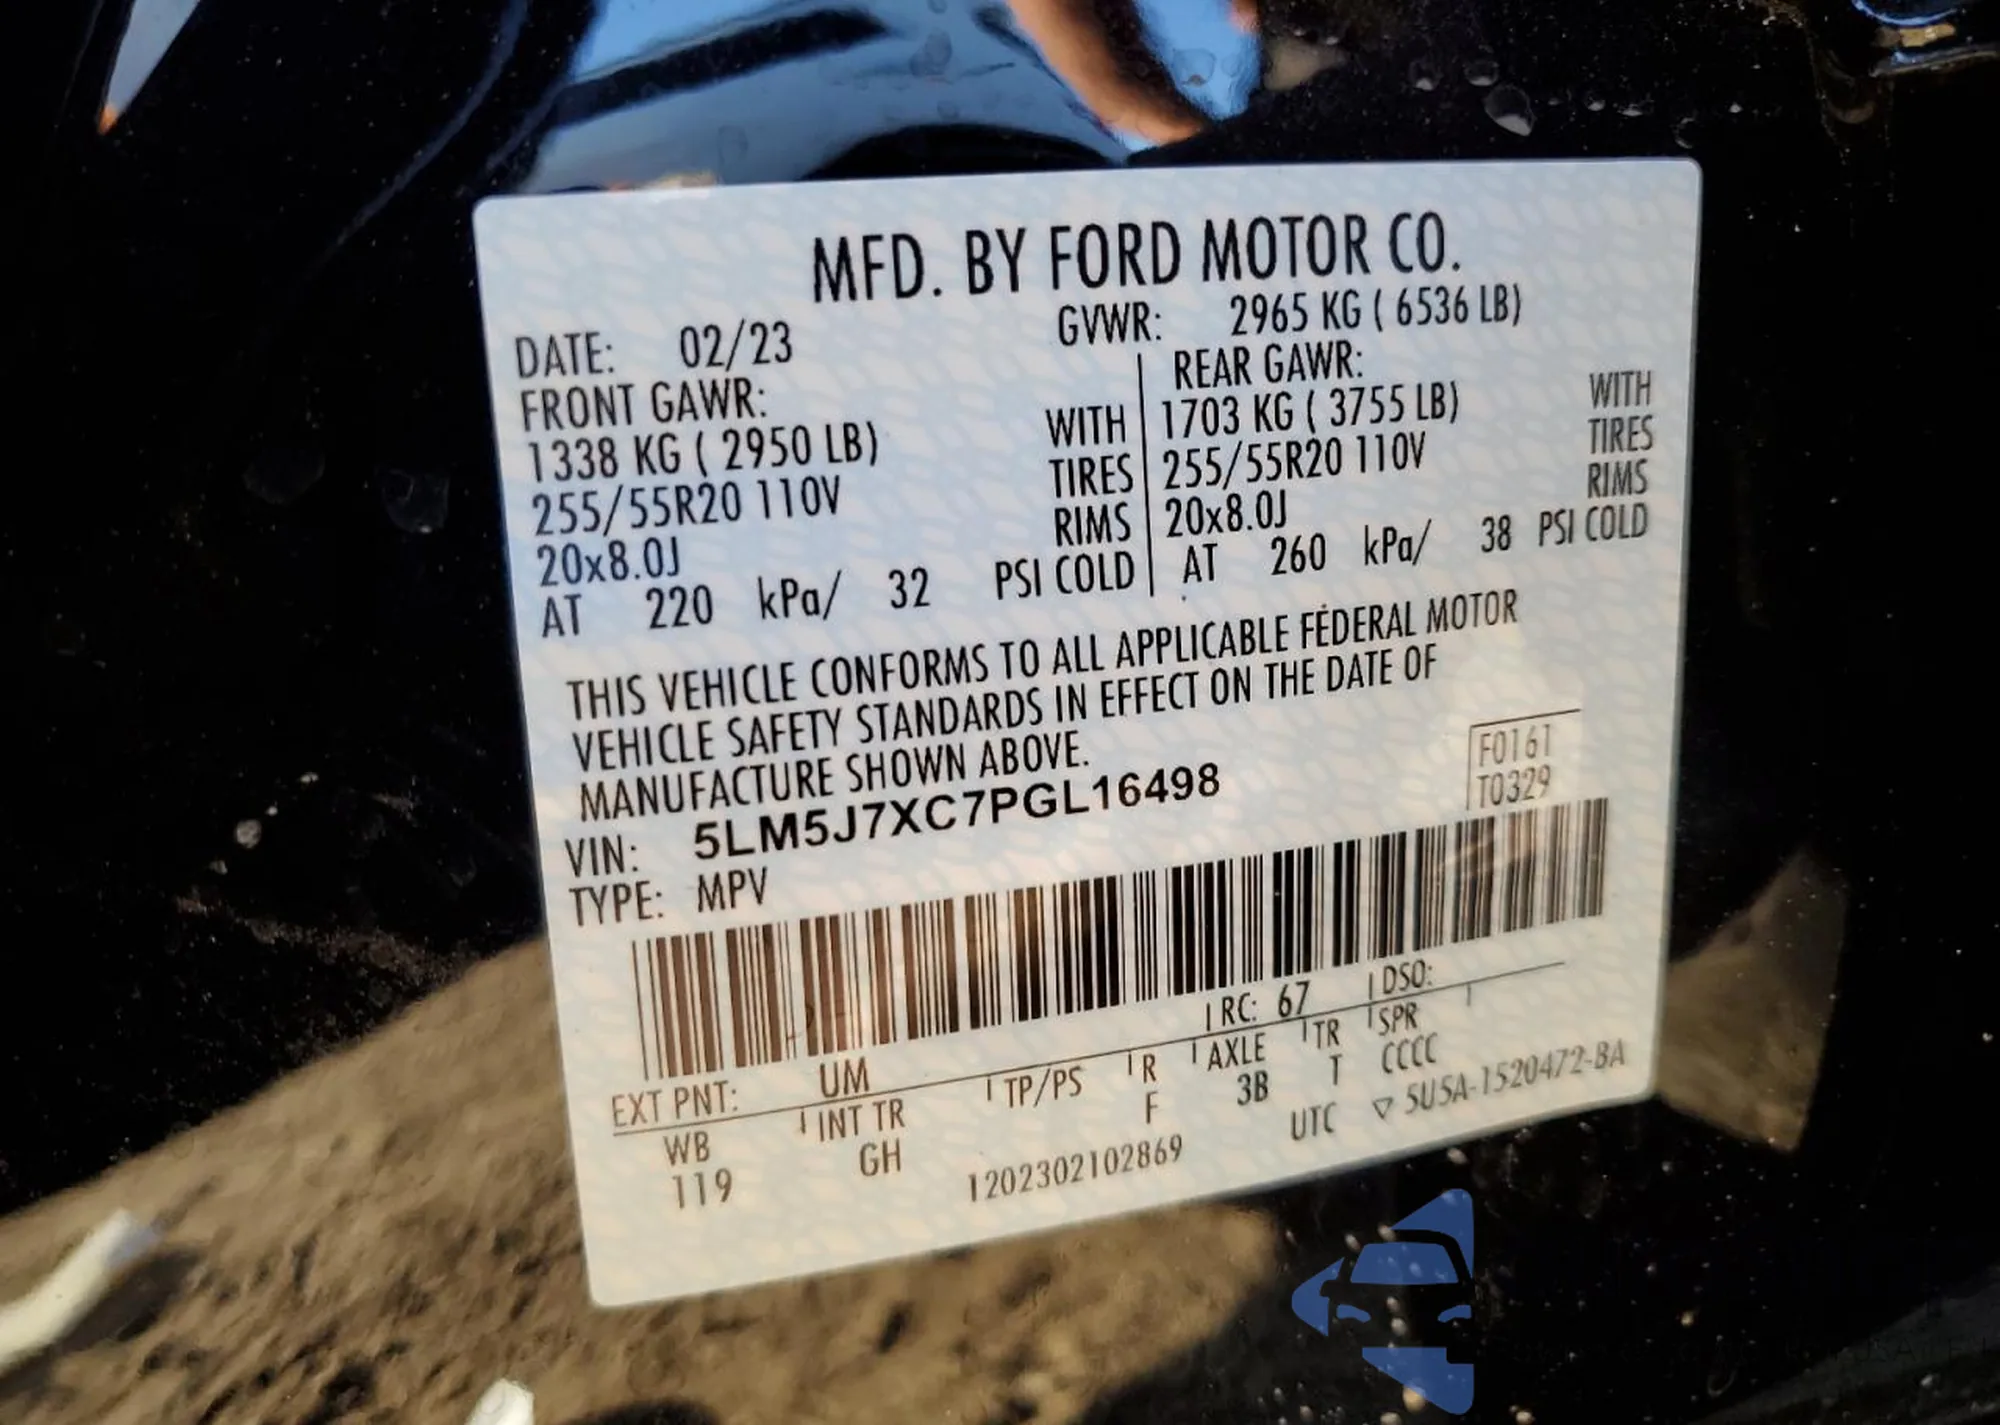 MFD. BY FORD MOTOR CO.
DATE: 02/23 GVWR: 2965 KG ( 6536 LB)
FRONT GAWR: REAR GAWR:
1338 KG ( 2950 LB) WITH 1703 KG ( 3755 LB) WITH
255/55R20 110V TIRES 255/55R20 110V TIRES
20x8.0J RIMS 20x8.0J RIMS
AT 220 kPa/ 32 PSI COLD AT 260 kPa/ 38 PSI COLD
THIS VEHICLE CONFORMS TO ALL APPLICABLE FEDERAL MOTOR
VEHICLE SAFETY STANDARDS IN EFFECT ON THE DATE OF
MANUFACTURE SHOWN ABOVE.
F0161
T0329
VIN: 5LM5J7XC7PGL16498
TYPE: MPV
EXT PNT: UM RC: 67 DSO:
WB INT TR TP/PS R AXLE TR SPR
119 GH F 3B T CCCC
1202302102869 UTC ▽ 5U5A-1520472-BA